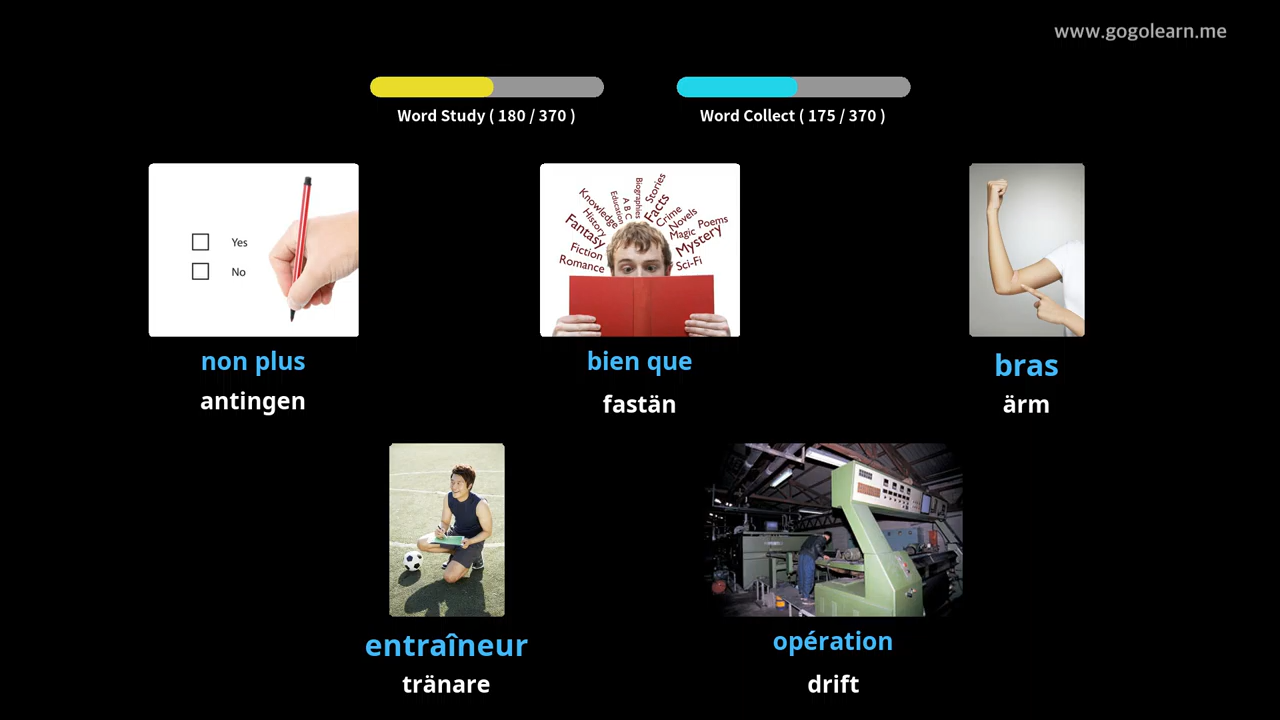 www.gogolearn.me
Word Study ( 180 / 370 )
Word Collect ( 175 / 370 )
Yes
No
Knowledge
History
Fantasy
Fiction
Romance
Education
A B C
Biographies
Stories
Facts
Crime
Novels
Magic
Poems
Mystery
Sci-Fi
non plus
antingen
bien que
fastän
bras
ärm
entraîneur
tränare
opération
drift